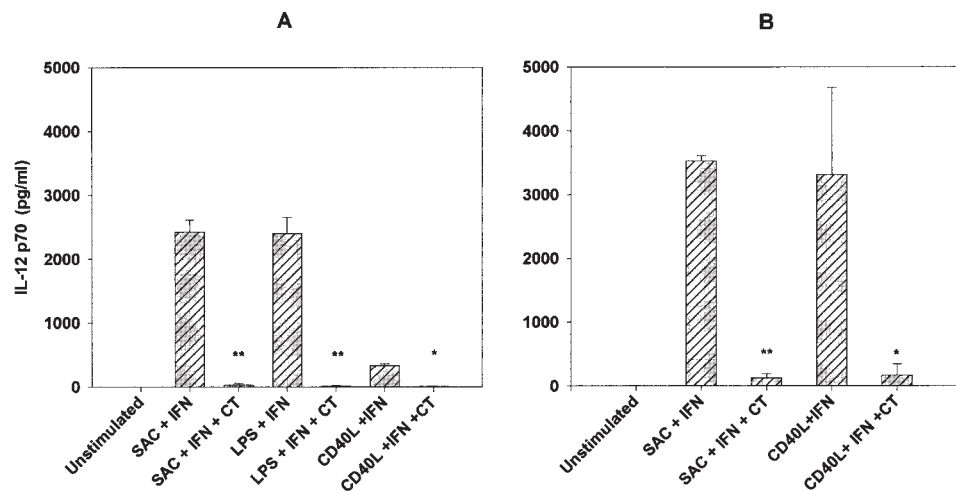 A
B
IL-12 p70 (pg/ml)
5000
4000
3000
2000
1000
0
**
**
*
Unstimulated
SAC + IFN
SAC + IFN + CT
LPS + IFN
LPS + IFN + CT
CD40L +IFN
CD40L +IFN +CT
5000
4000
3000
2000
1000
0
**
*
Unstimulated
SAC + IFN
SAC + IFN + CT
CD40L+IFN
CD40L+ IFN +CT